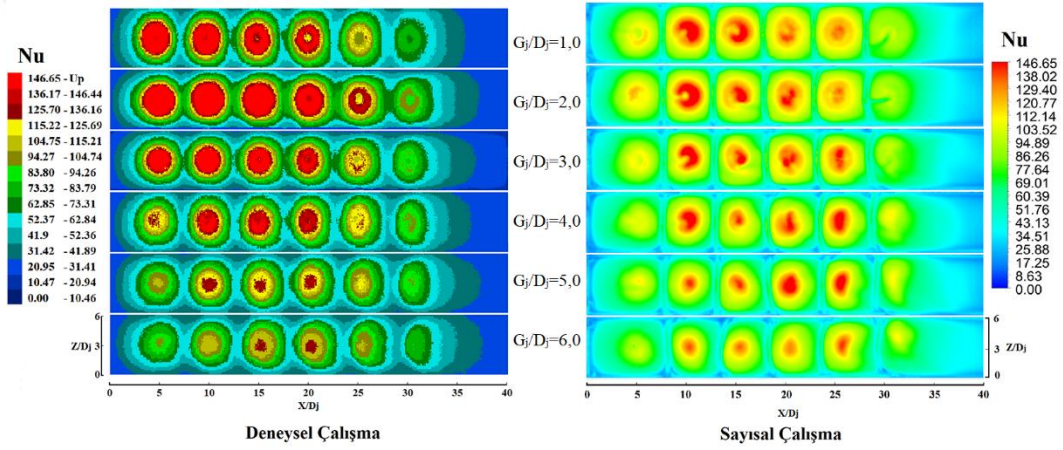 Nu
146.65 - Up
136.17 - 146.44
125.70 - 136.16
115.22 - 125.69
104.75 - 115.21
94.27 - 104.74
83.80 - 94.26
73.32 - 83.79
62.85 - 73.31
52.37 - 62.84
41.9 - 52.36
31.42 - 41.89
20.95 - 31.41
10.47 - 20.94
0.00 - 10.46
6
Z/Dj 3
0
0 5 10 15 20 25 30 35 40
X/Dj
Deneysel Çalışma
Gj/Dj=1,0
Gj/Dj=2,0
Gj/Dj=3,0
Gj/Dj=4,0
Gj/Dj=5,0
Gj/Dj=6,0
Nu
146.65
138.02
129.40
120.77
112.14
103.52
94.89
86.26
77.64
69.01
60.38
51.76
43.13
34.51
25.88
17.25
8.63
0.00
6
3 Z/Dj
0
0 5 10 15 20 25 30 35 40
X/Dj
Sayısal Çalışma